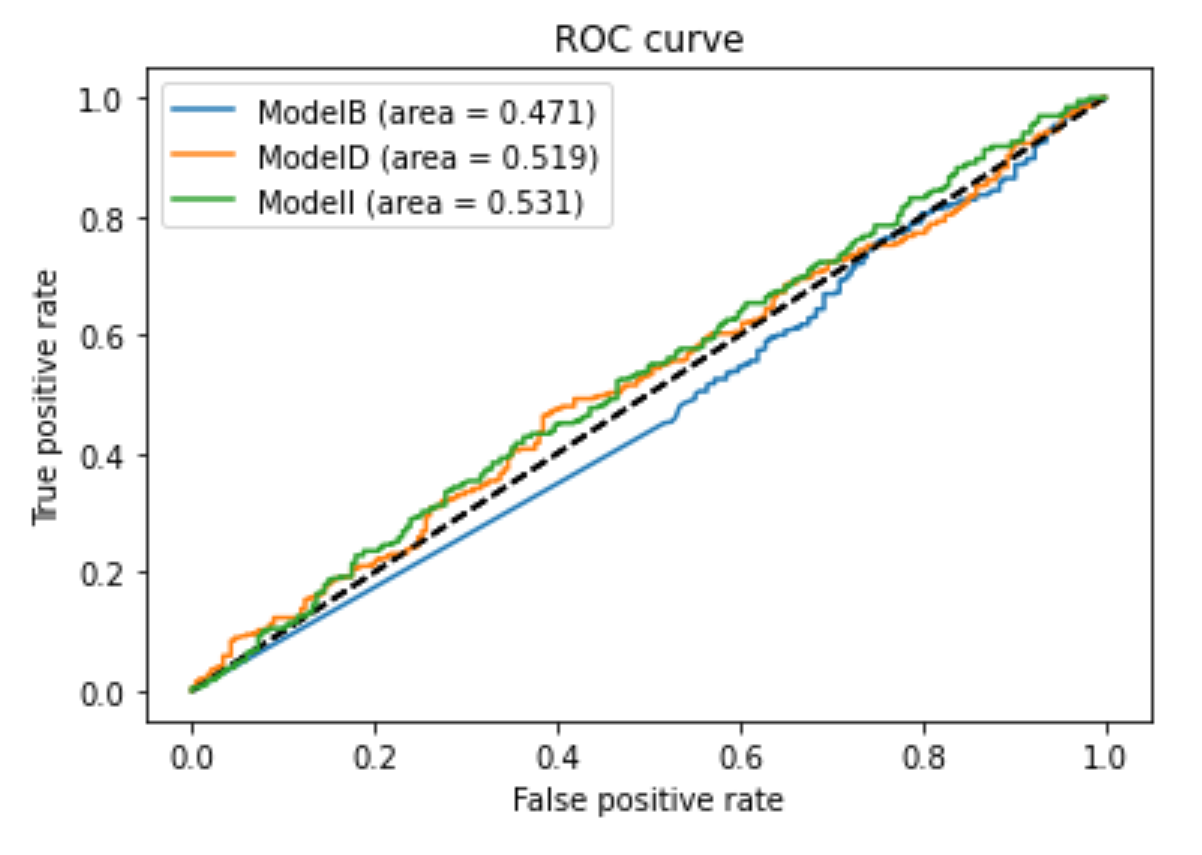 ROC curve
ModelB (area = 0.471)
ModelD (area = 0.519)
ModelI (area = 0.531)
1.0
0.8
0.6
0.4
0.2
0.0
True positive rate
0.0 0.2 0.4 0.6 0.8 1.0
False positive rate